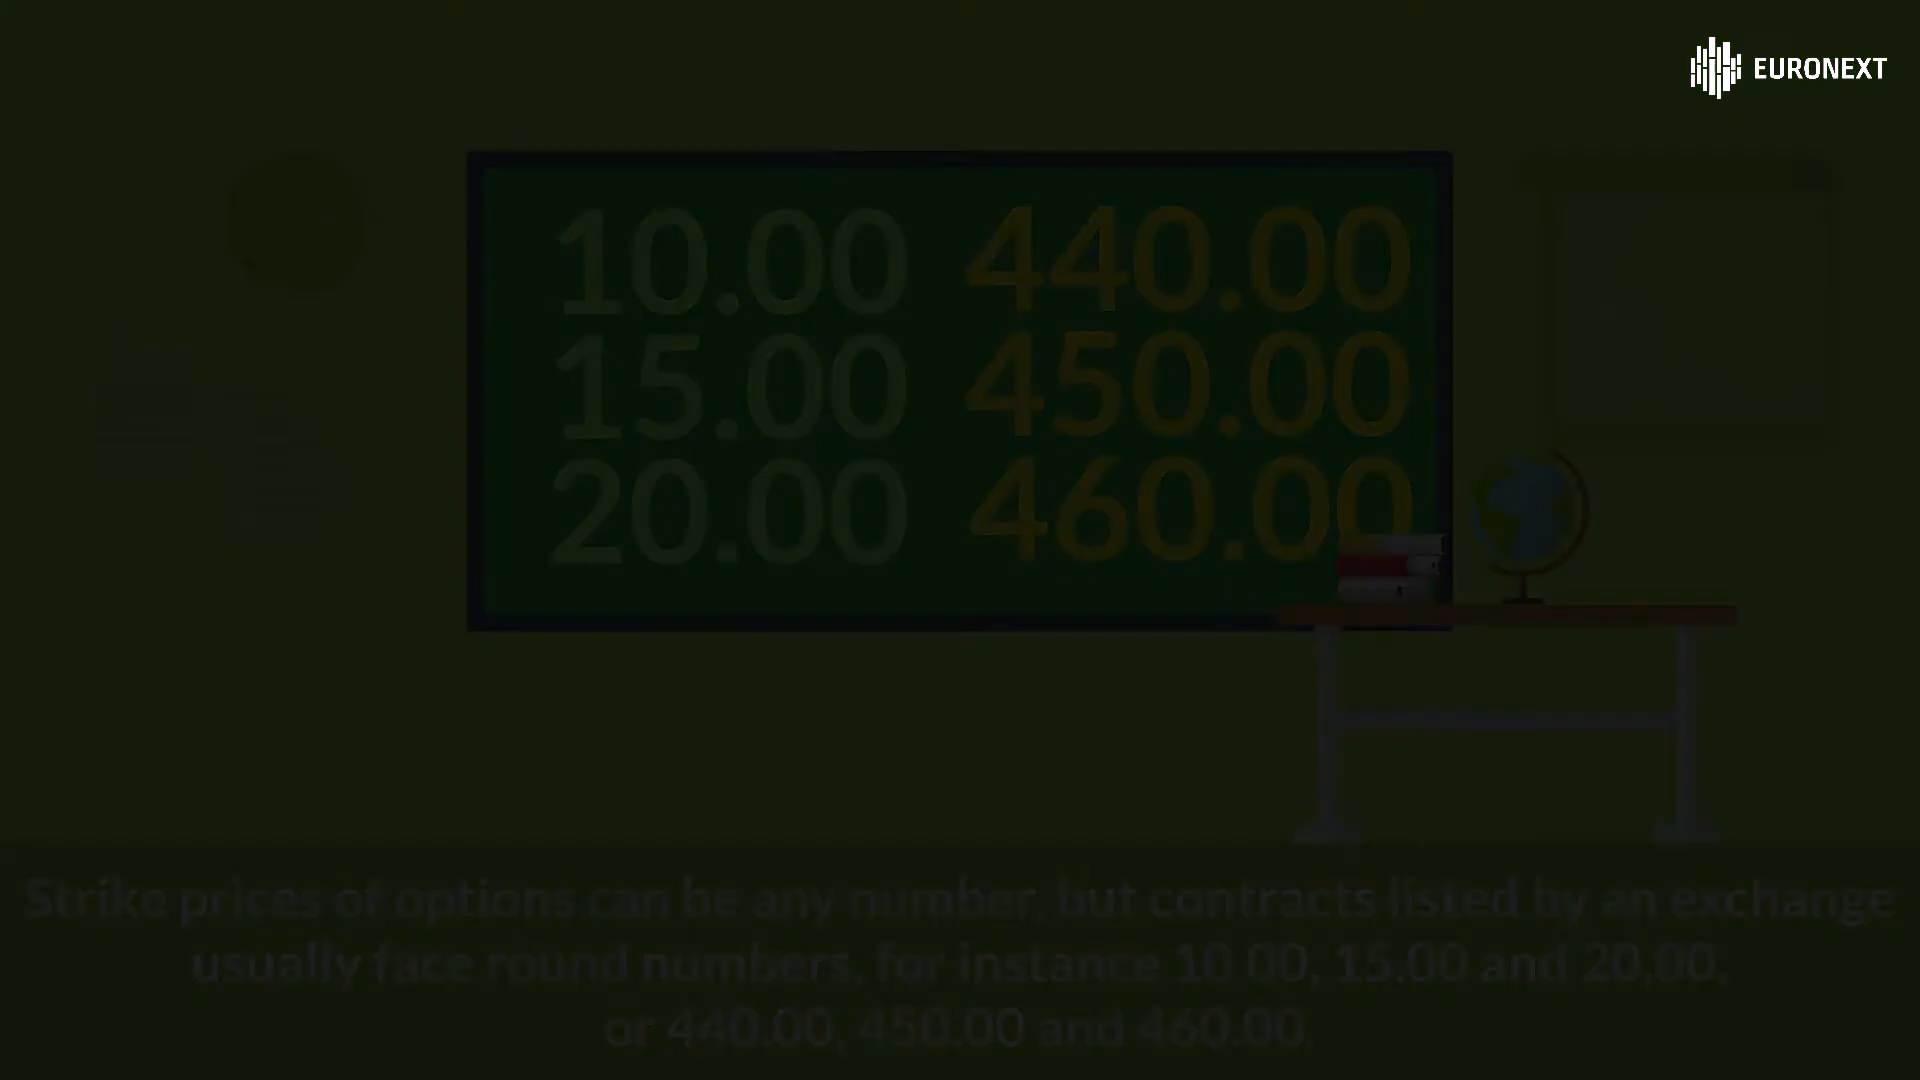 EURONEXT
10.00 440.00
15.00 450.00
20.00 460.00
Strike prices of options can be any number, but contracts listed by an exchange
usually face round numbers, for instance 10.00, 15.00 and 20.00,
or 440.00, 450.00 and 460.00.